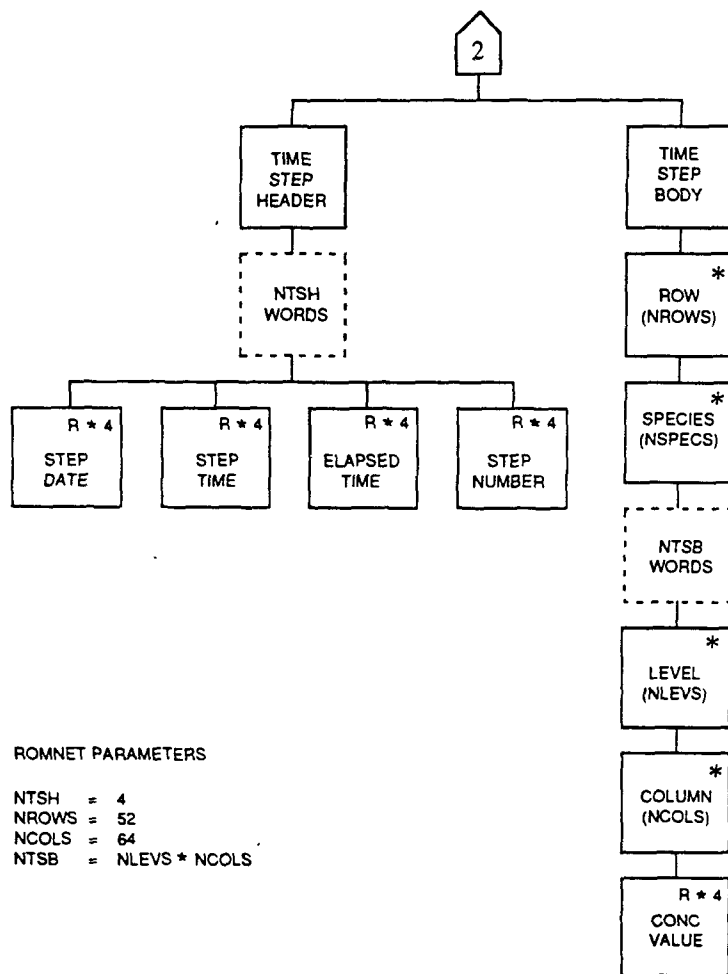 2
TIME
STEP
HEADER
TIME
STEP
BODY
NTSH
WORDS
*
ROW
(NROWS)
R * 4
STEP
DATE
R * 4
STEP
TIME
R * 4
ELAPSED
TIME
R * 4
STEP
NUMBER
*
SPECIES
(NSPECS)
NTSB
WORDS
*
LEVEL
(NLEVS)
*
COLUMN
(NCOLS)
R * 4
CONC
VALUE
ROMNET PARAMETERS
NTSH = 4
NROWS = 52
NCOLS = 64
NTSB = NLEVS * NCOLS